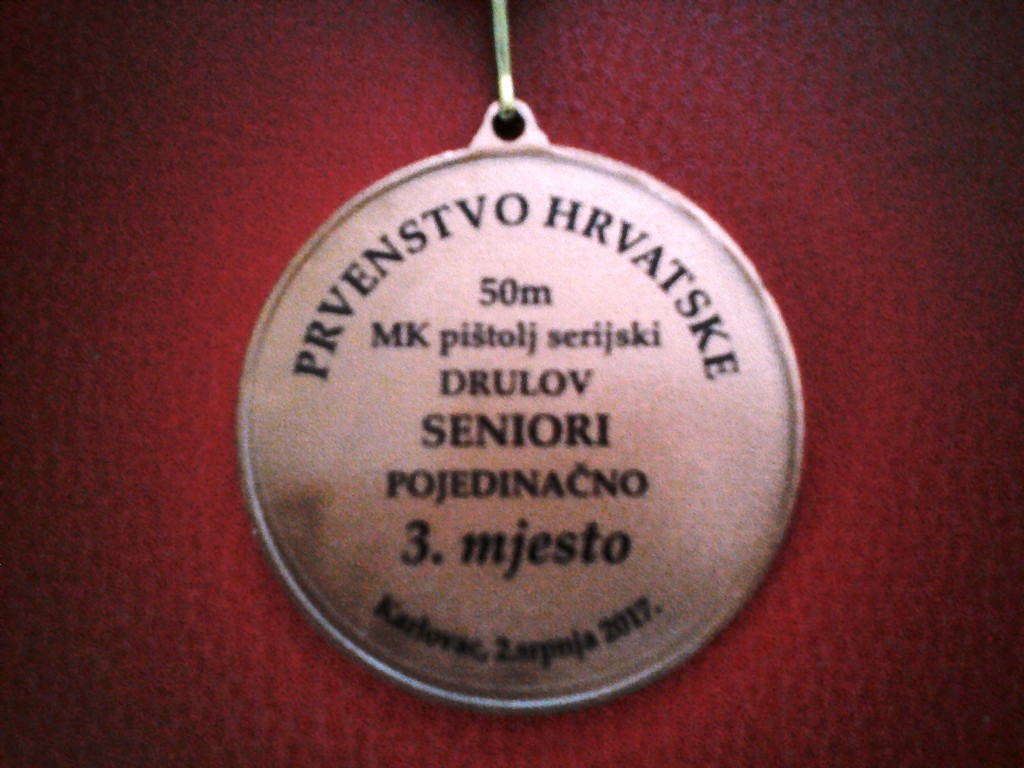 PRVENSTVO HRVATSKE
50m
MK pištolj serijski
DRULOV
SENIORI
POJEDINAČNO
3. mjesto
Karlovac, 2.srpnja 2017.